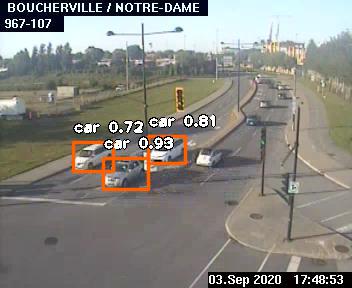 BOUCHERVILLE / NOTRE-DAME
967-107
car 0.72
car 0.81
car 0.93
03.Sep 2020 17:48:53